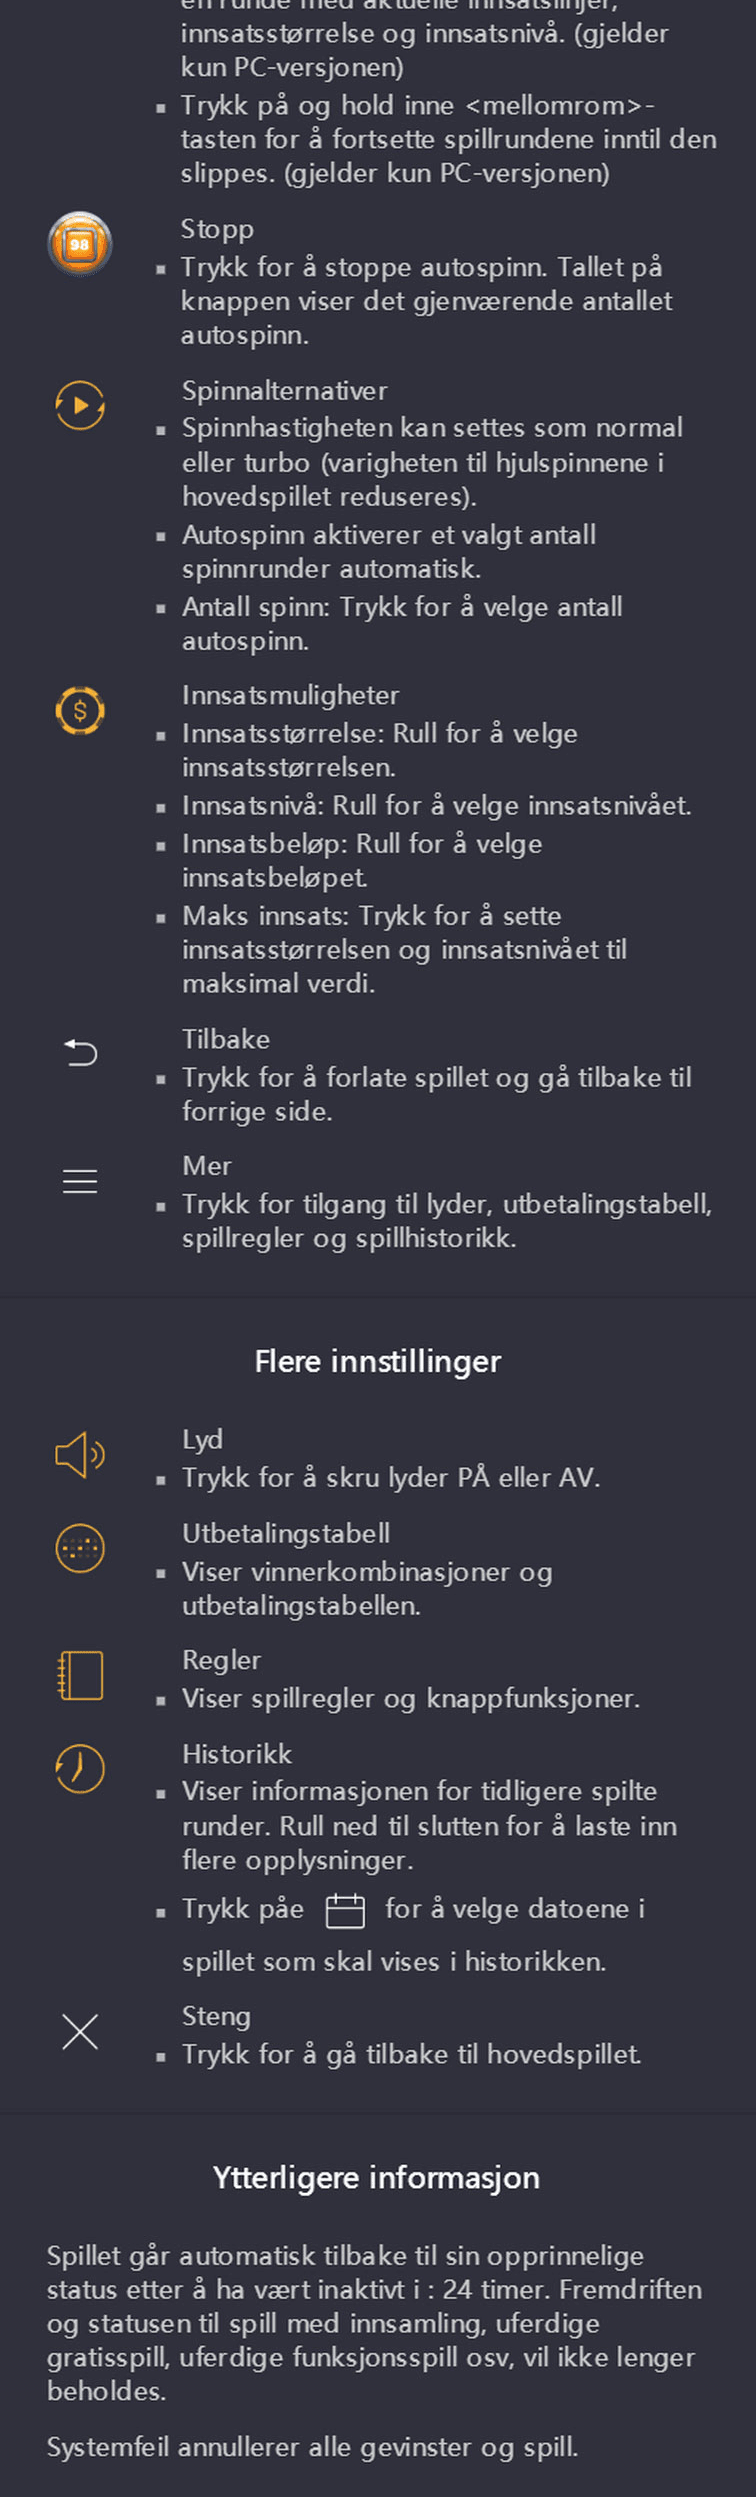 en runde med aktuelle innsatslinjer,
innsatsstørrelse og innsatsnivå. (gjelder
kun PC-versjonen)
▪ Trykk på og hold inne <mellomrom>-
tasten for å fortsette spillrundene inntil den
slippes. (gjelder kun PC-versjonen)
98
Stopp
▪ Trykk for å stoppe autospinn. Tallet på
knappen viser det gjenværende antallet
autospinn.
Spinnalternativer
▪ Spinnhastigheten kan settes som normal
eller turbo (varigheten til hjulspinnene i
hovedspillet reduseres).
▪ Autospinn aktiverer et valgt antall
spinnrunder automatisk.
▪ Antall spinn: Trykk for å velge antall
autospinn.
$
Innsatsmuligheter
▪ Innsatsstørrelse: Rull for å velge
innsatsstørrelsen.
▪ Innsatsnivå: Rull for å velge innsatsnivået.
▪ Innsatsbeløp: Rull for å velge
innsatsbeløpet.
▪ Maks innsats: Trykk for å sette
innsatsstørrelsen og innsatsnivået til
maksimal verdi.
Tilbake
▪ Trykk for å forlate spillet og gå tilbake til
forrige side.
Mer
▪ Trykk for tilgang til lyder, utbetalingstabell,
spillregler og spillhistorikk.
Flere innstillinger
Lyd
▪ Trykk for å skru lyder PÅ eller AV.
Utbetalingstabell
▪ Viser vinnerkombinasjoner og
utbetalingstabellen.
Regler
▪ Viser spillregler og knappfunksjoner.
Historikk
▪ Viser informasjonen for tidligere spilte
runder. Rull ned til slutten for å laste inn
flere opplysninger.
▪ Trykk påe for å velge datoene i
spillet som skal vises i historikken.
Steng
▪ Trykk for å gå tilbake til hovedspillet.
Ytterligere informasjon
Spillet går automatisk tilbake til sin opprinnelige
status etter å ha vært inaktivt i : 24 timer. Fremdriften
og statusen til spill med innsamling, uferdige
gratisspill, uferdige funksjonsspill osv, vil ikke lenger
beholdes.
Systemfeil annullerer alle gevinster og spill.